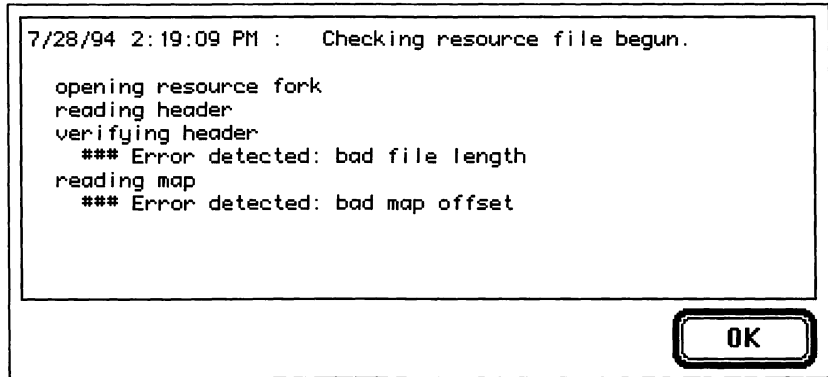 7/28/94 2:19:09 PM : Checking resource file begun.
opening resource fork
reading header
verifying header
### Error detected: bad file length
reading map
### Error detected: bad map offset
OK